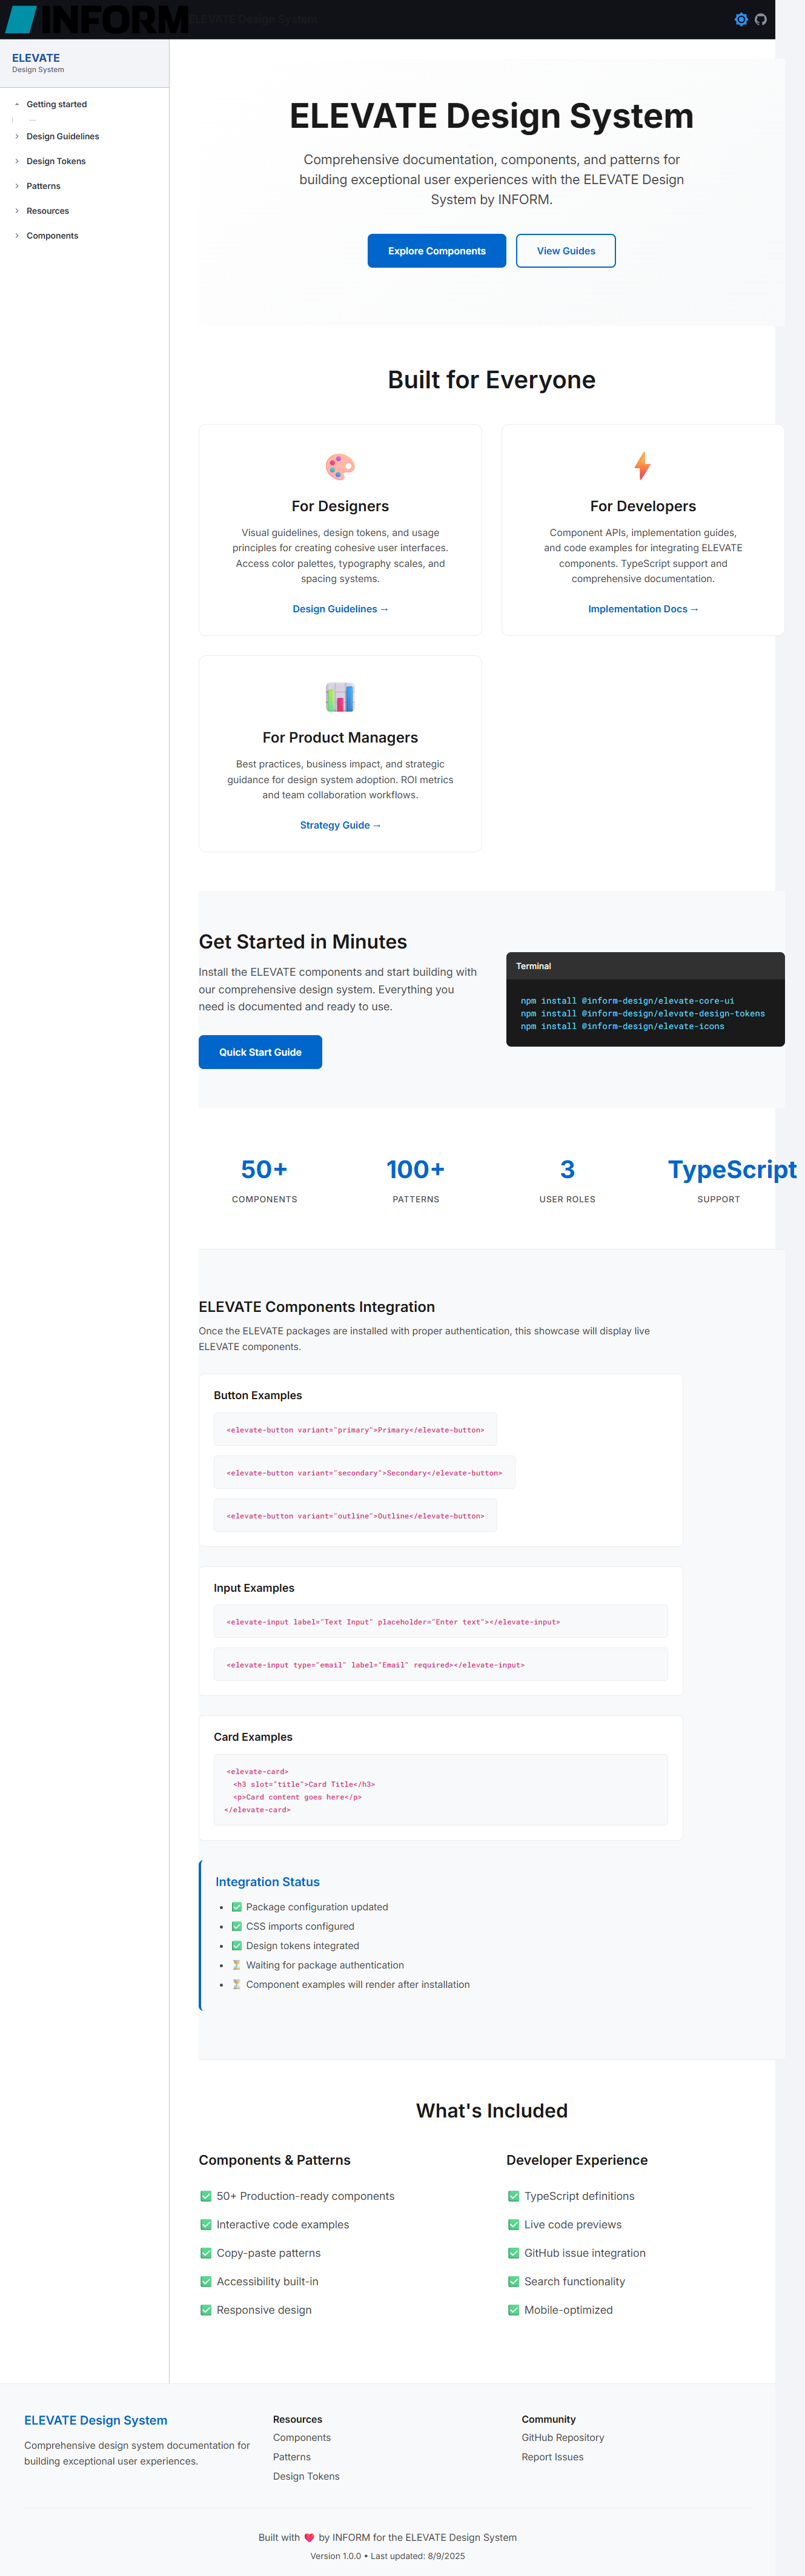 INFORM
ELEVATE Design System
ELEVATE
Design System
Getting started
Design Guidelines
Design Tokens
Patterns
Resources
Components
ELEVATE Design System
Comprehensive documentation, components, and patterns for
building exceptional user experiences with the ELEVATE Design
System by INFORM.
Explore Components
View Guides
Built for Everyone
For Designers
Visual guidelines, design tokens, and usage
principles for creating cohesive user interfaces.
Access color palettes, typography scales, and
spacing systems.
Design Guidelines →
For Developers
Component APIs, implementation guides,
and code examples for integrating ELEVATE
components. TypeScript support and
comprehensive documentation.
Implementation Docs →
For Product Managers
Best practices, business impact, and strategic
guidance for design system adoption. ROI metrics
and team collaboration workflows.
Strategy Guide →
Get Started in Minutes
Install the ELEVATE components and start building with
our comprehensive design system. Everything you
need is documented and ready to use.
Quick Start Guide
Terminal
npm install @inform-design/elevate-core-ui
npm install @inform-design/elevate-design-tokens
npm install @inform-design/elevate-icons
50+
COMPONENTS
100+
PATTERNS
3
USER ROLES
TypeScript
SUPPORT
ELEVATE Components Integration
Once the ELEVATE packages are installed with proper authentication, this showcase will display live
ELEVATE components.
Button Examples
<elevate-button variant="primary">Primary</elevate-button>
<elevate-button variant="secondary">Secondary</elevate-button>
<elevate-button variant="outline">Outline</elevate-button>
Input Examples
<elevate-input label="Text Input" placeholder="Enter text"></elevate-input>
<elevate-input type="email" label="Email" required></elevate-input>
Card Examples
<elevate-card>
<h3 slot="title">Card Title</h3>
<p>Card content goes here</p>
</elevate-card>
Integration Status
• ✅ Package configuration updated
• ✅ CSS imports configured
• ✅ Design tokens integrated
• ⏳ Waiting for package authentication
• ⏳ Component examples will render after installation
What's Included
Components & Patterns
✅ 50+ Production-ready components
✅ Interactive code examples
✅ Copy-paste patterns
✅ Accessibility built-in
✅ Responsive design
Developer Experience
✅ TypeScript definitions
✅ Live code previews
✅ GitHub issue integration
✅ Search functionality
✅ Mobile-optimized
ELEVATE Design System
Comprehensive design system documentation for
building exceptional user experiences.
Resources
Components
Patterns
Design Tokens
Community
GitHub Repository
Report Issues
Built with ❤️ by INFORM for the ELEVATE Design System
Version 1.0.0 • Last updated: 8/9/2025